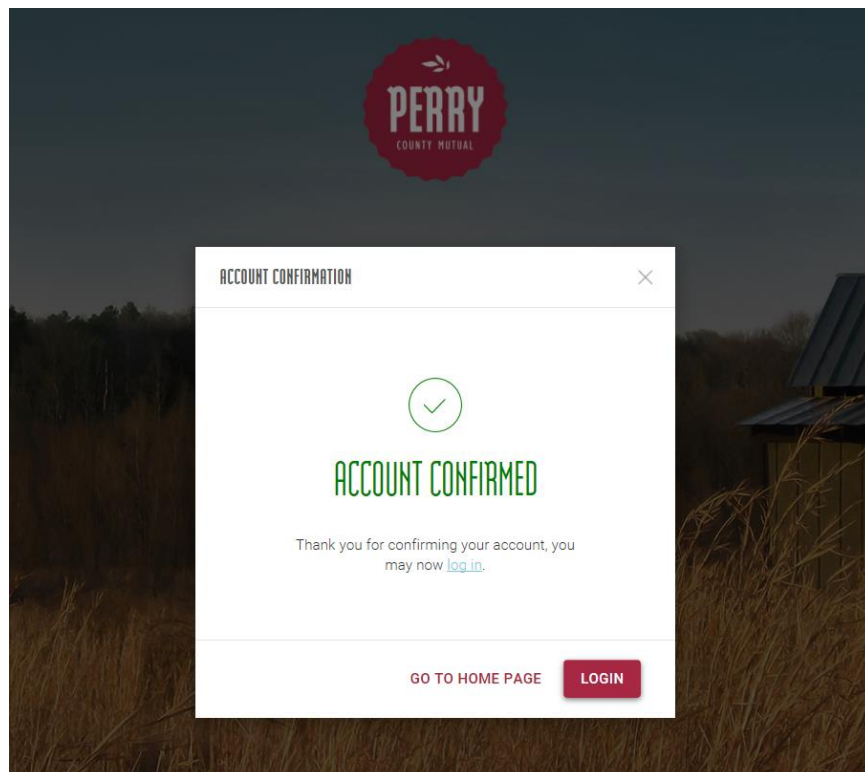 PERRY
COUNTY MUTUAL
ACCOUNT CONFIRMATION
ACCOUNT CONFIRMED
Thank you for confirming your account, you
may now log in.
GO TO HOME PAGE LOGIN